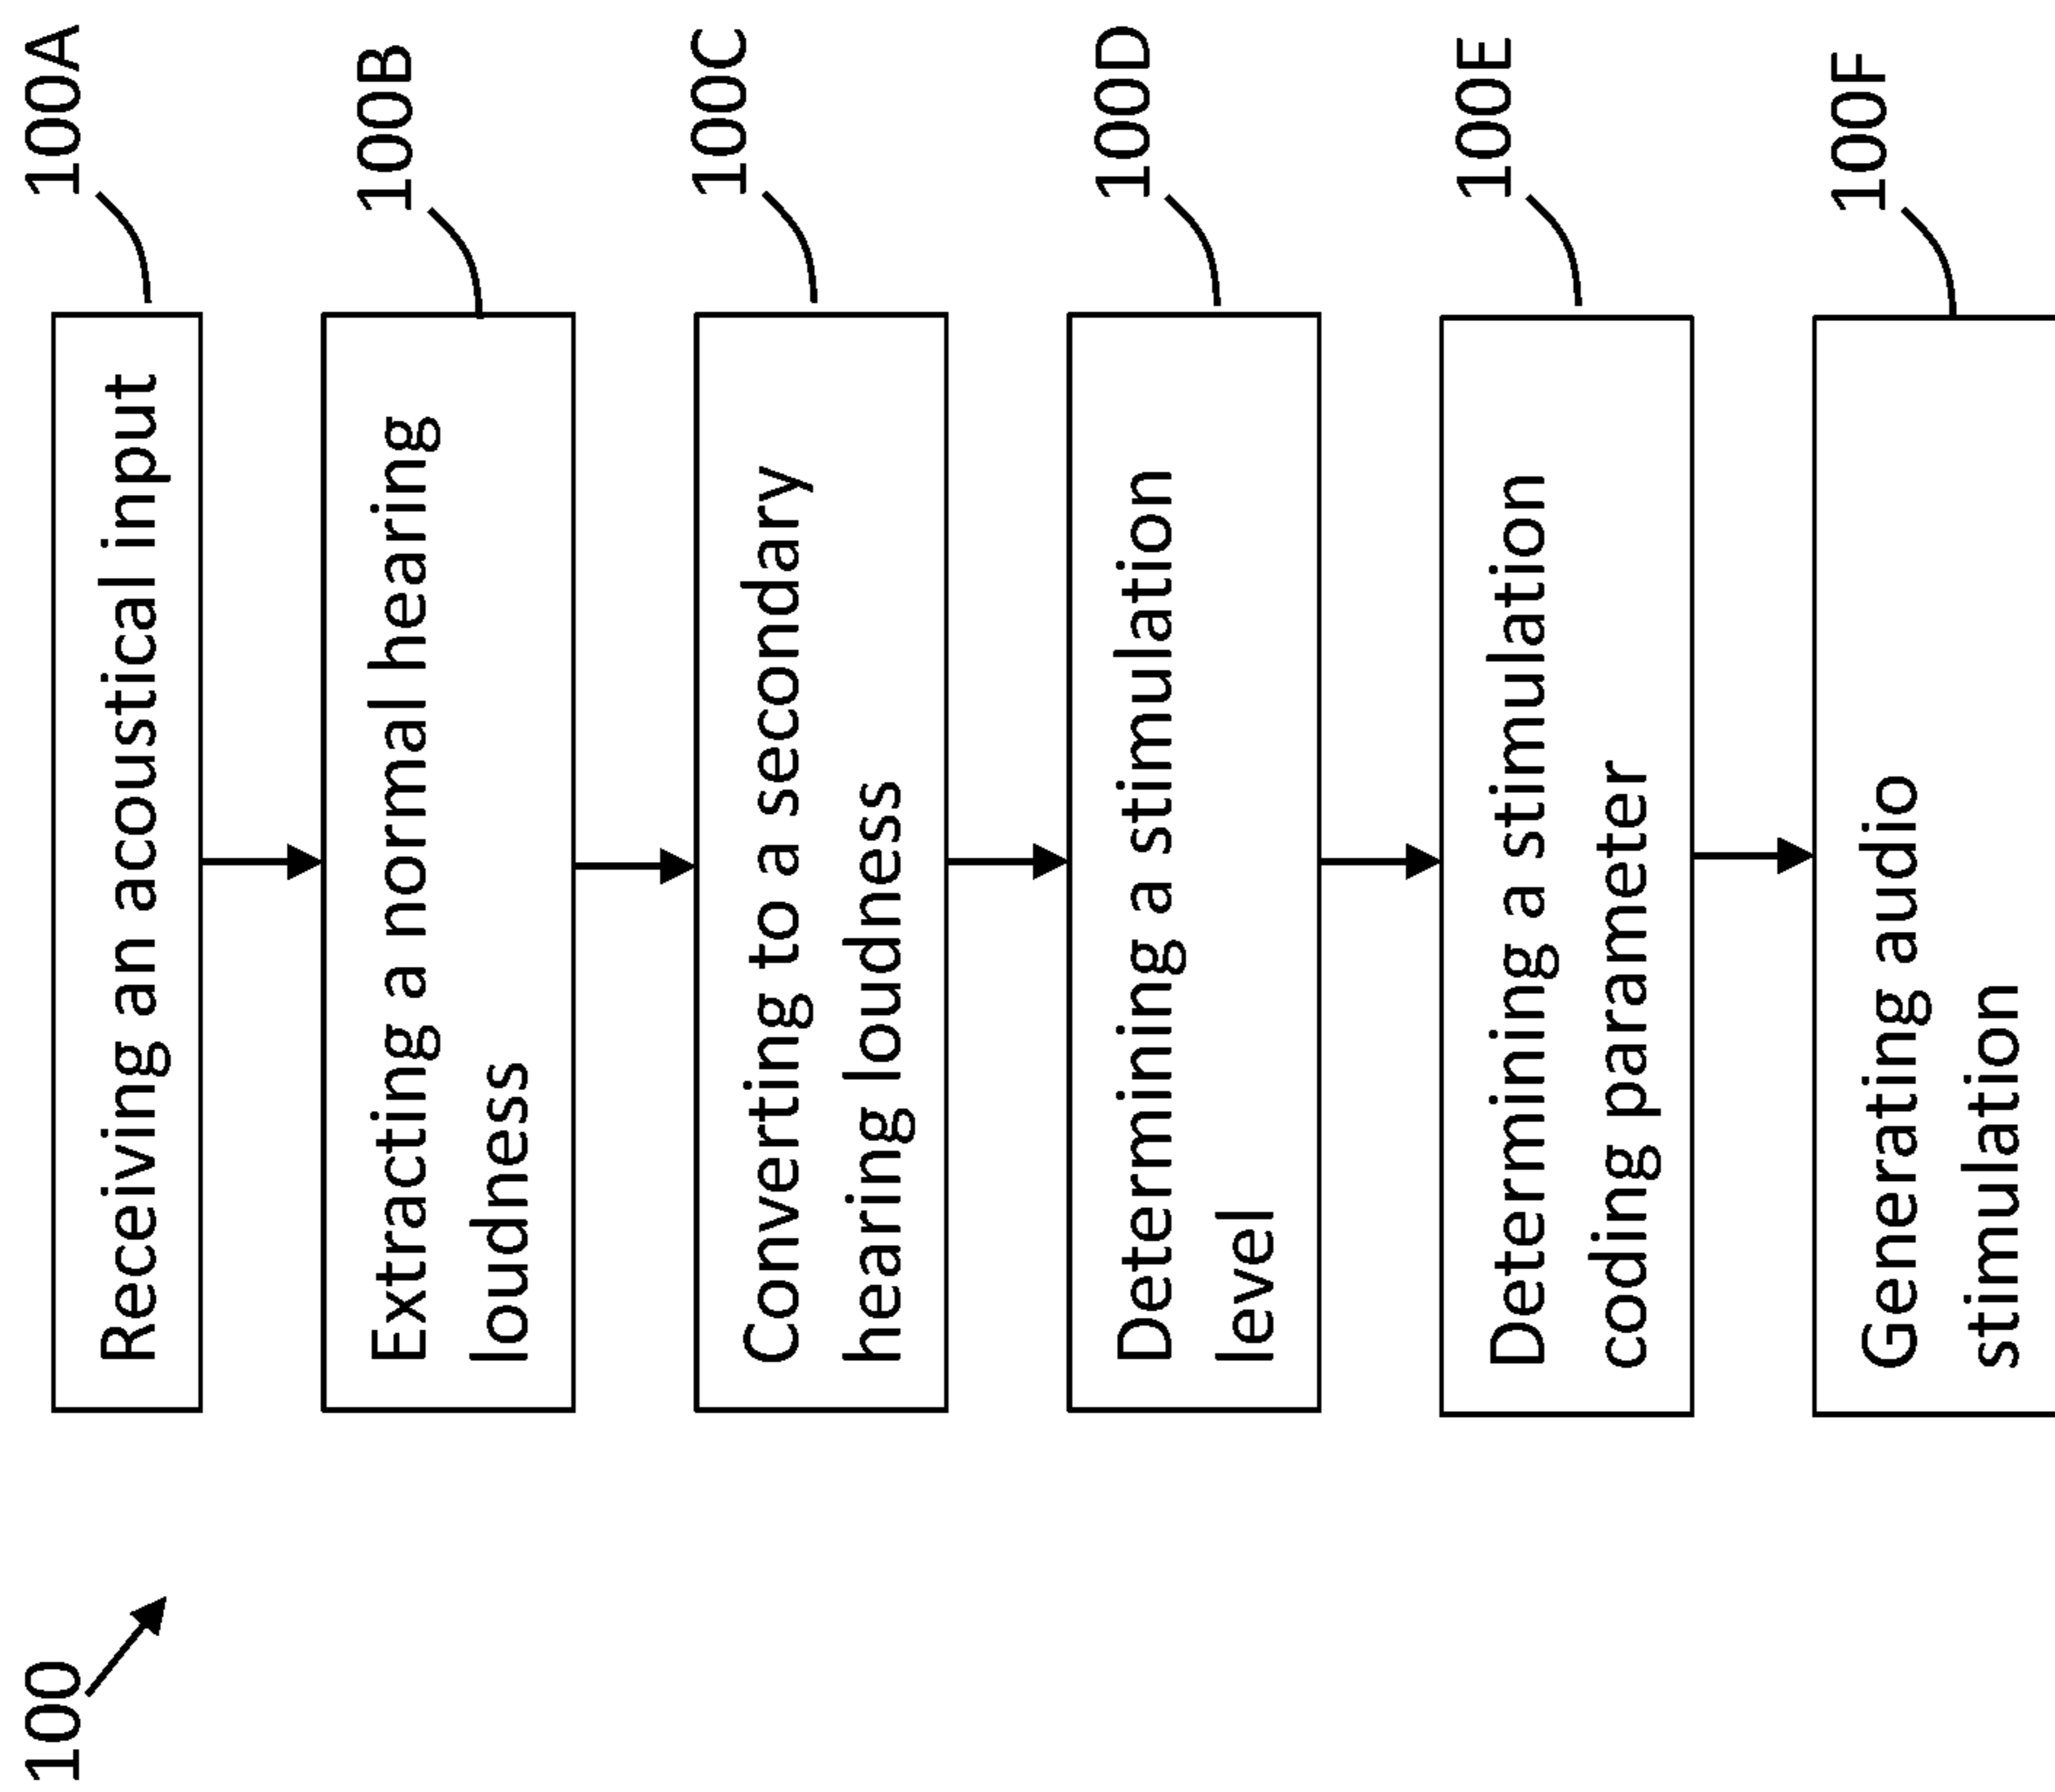 100
100A
Receiving an acoustical input
100B
Extracting a normal hearing
loudness
100C
Converting to a secondary
hearing loudness
100D
Determining a stimulation
level
100E
Determining a stimulation
coding parameter
100F
Generating audio
stimulation